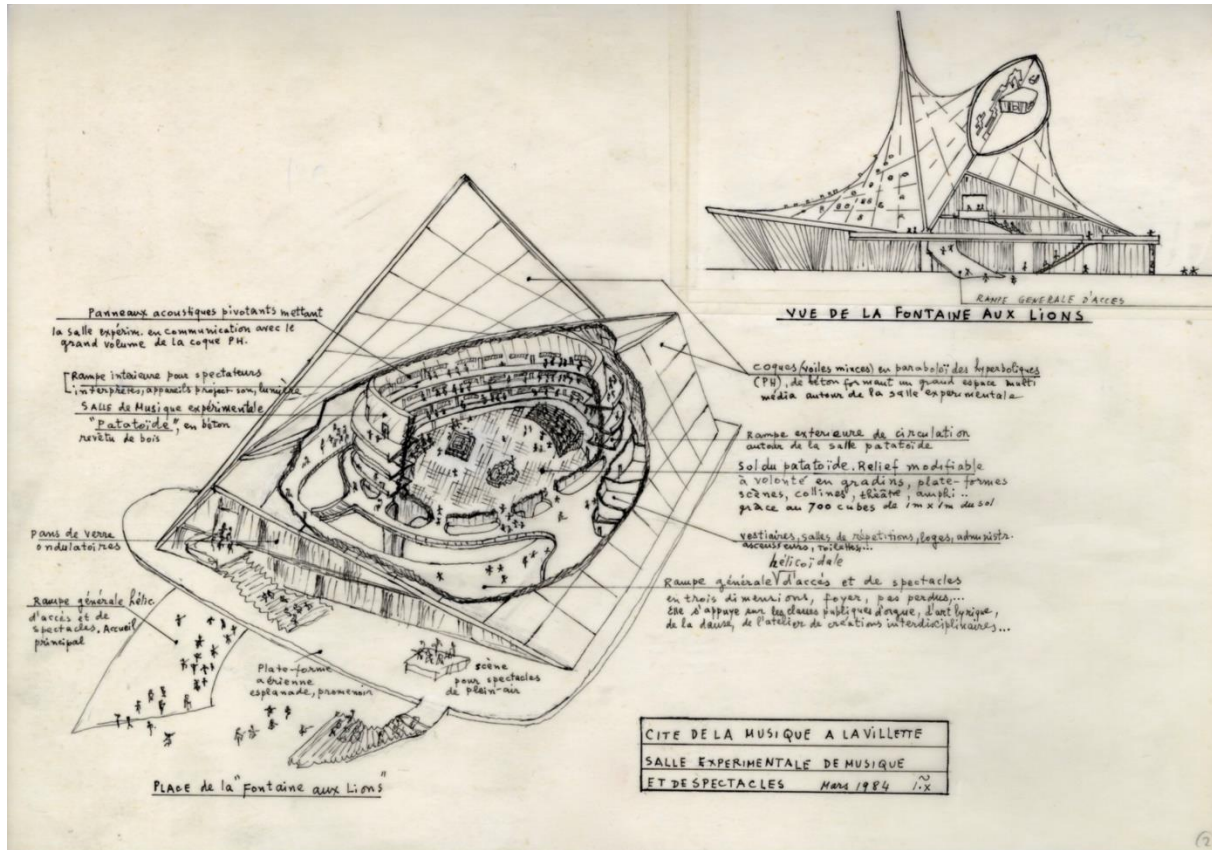 RAMPE GENERALE D'ACCES
VUE DE LA FONTAINE AUX LIONS
Panneaux acoustiques pivotants mettant
la salle expérim. en communication avec le
grand volume de la coque PH.
Rampe intérieure pour spectateurs
interprètes, appareils project. son, lumière
SALLE de Musique expérimentale
"Patatoïde", en béton
revêtu de bois
Pans de verre
ondulatoires
Rampe générale hélic.
d'accès et de
spectacles, Accueil
principal
Plate-forme
aérienne
esplanade, promenoir
scène
pour spectacles
de plein-air
PLACE de la "Fontaine aux Lions"
coques (voiles minces) en paraboloïdes hyperboliques
(PH), de béton formant un grand espace multi
média autour de la salle expérimentale
Rampe extérieure de circulation
autour de la salle patatoïde
Sol du patatoïde. Relief modifiable
à volonté en gradins, plate-formes
scènes, collines, théâtre, amphi..
grâce au 700 cubes de 1m x 1m du sol
vestiaires, salles de répétitions, loges, administr.
ascenseurs, toilettes...
hélicoïdale
Rampe générale d'accès et de spectacles
en trois dimensions, foyer, pas perdus,...
Elle s'appuye sur les classes publiques d'orgue, d'art lyrique,
de la danse, de l'atelier de créations interdisciplinaires...
CITE DE LA MUSIQUE A LA VILLETTE
SALLE EXPERIMENTALE DE MUSIQUE
ET DE SPECTACLES Mars 1984
(2